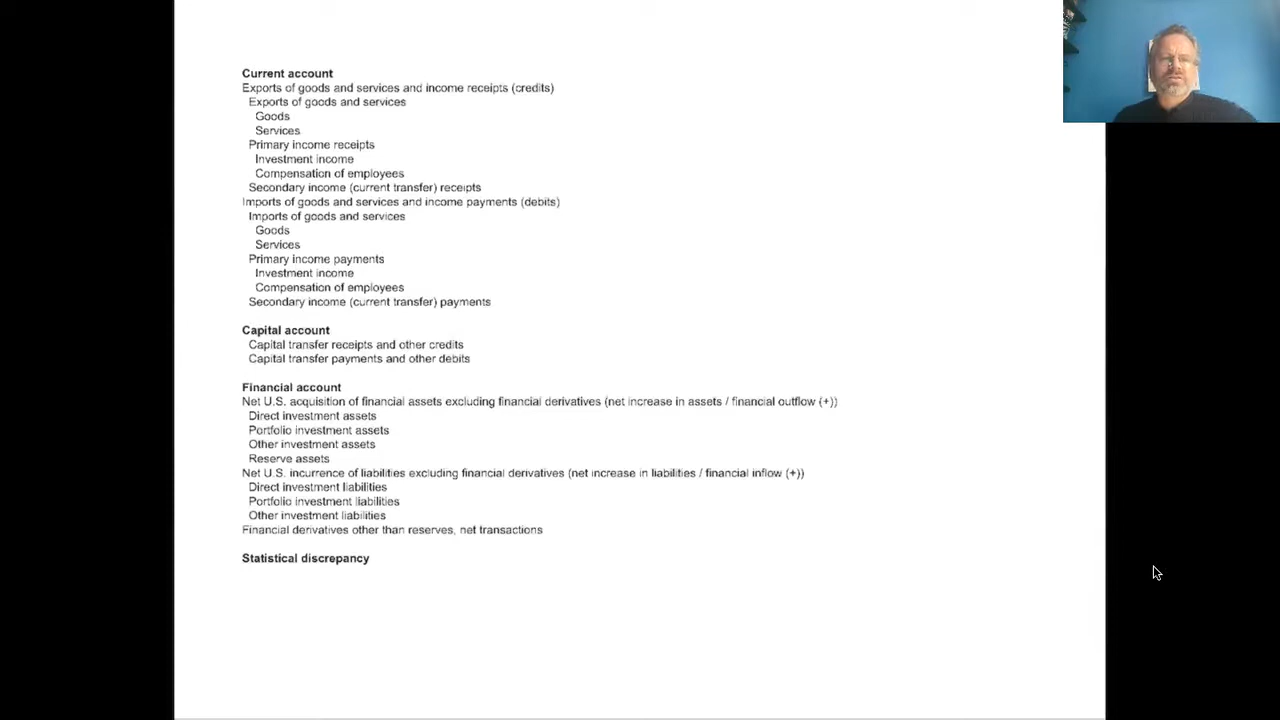 Current account
Exports of goods and services and income receipts (credits)
Exports of goods and services
Goods
Services
Primary income receipts
Investment income
Compensation of employees
Secondary income (current transfer) receipts
Imports of goods and services and income payments (debits)
Imports of goods and services
Goods
Services
Primary income payments
Investment income
Compensation of employees
Secondary income (current transfer) payments
Capital account
Capital transfer receipts and other credits
Capital transfer payments and other debits
Financial account
Net U.S. acquisition of financial assets excluding financial derivatives (net increase in assets / financial outflow (+))
Direct investment assets
Portfolio investment assets
Other investment assets
Reserve assets
Net U.S. incurrence of liabilities excluding financial derivatives (net increase in liabilities / financial inflow (+))
Direct investment liabilities
Portfolio investment liabilities
Other investment liabilities
Financial derivatives other than reserves, net transactions
Statistical discrepancy